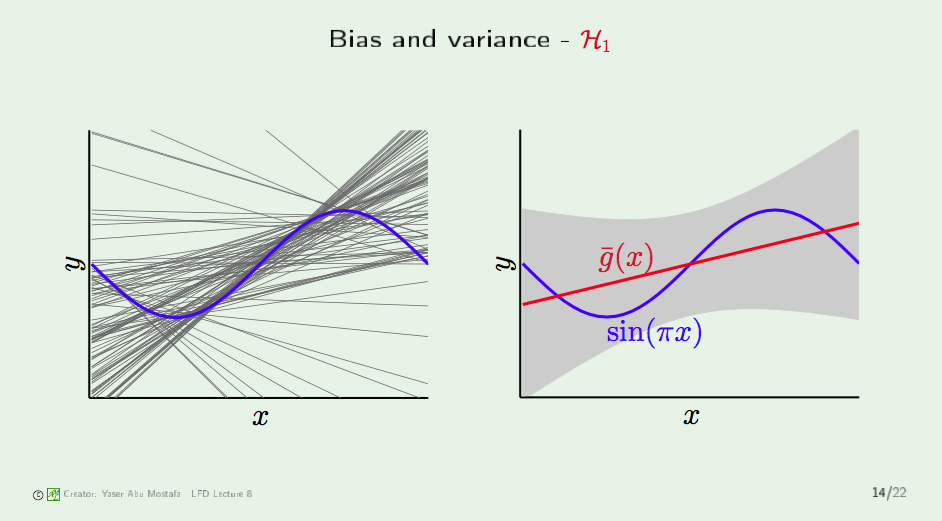 Bias and variance - H₁
y
x
y
ḡ(x)
sin(πx)
x
© Creator: Yaser Abu Mostafa - LFD Lecture 8
14/22